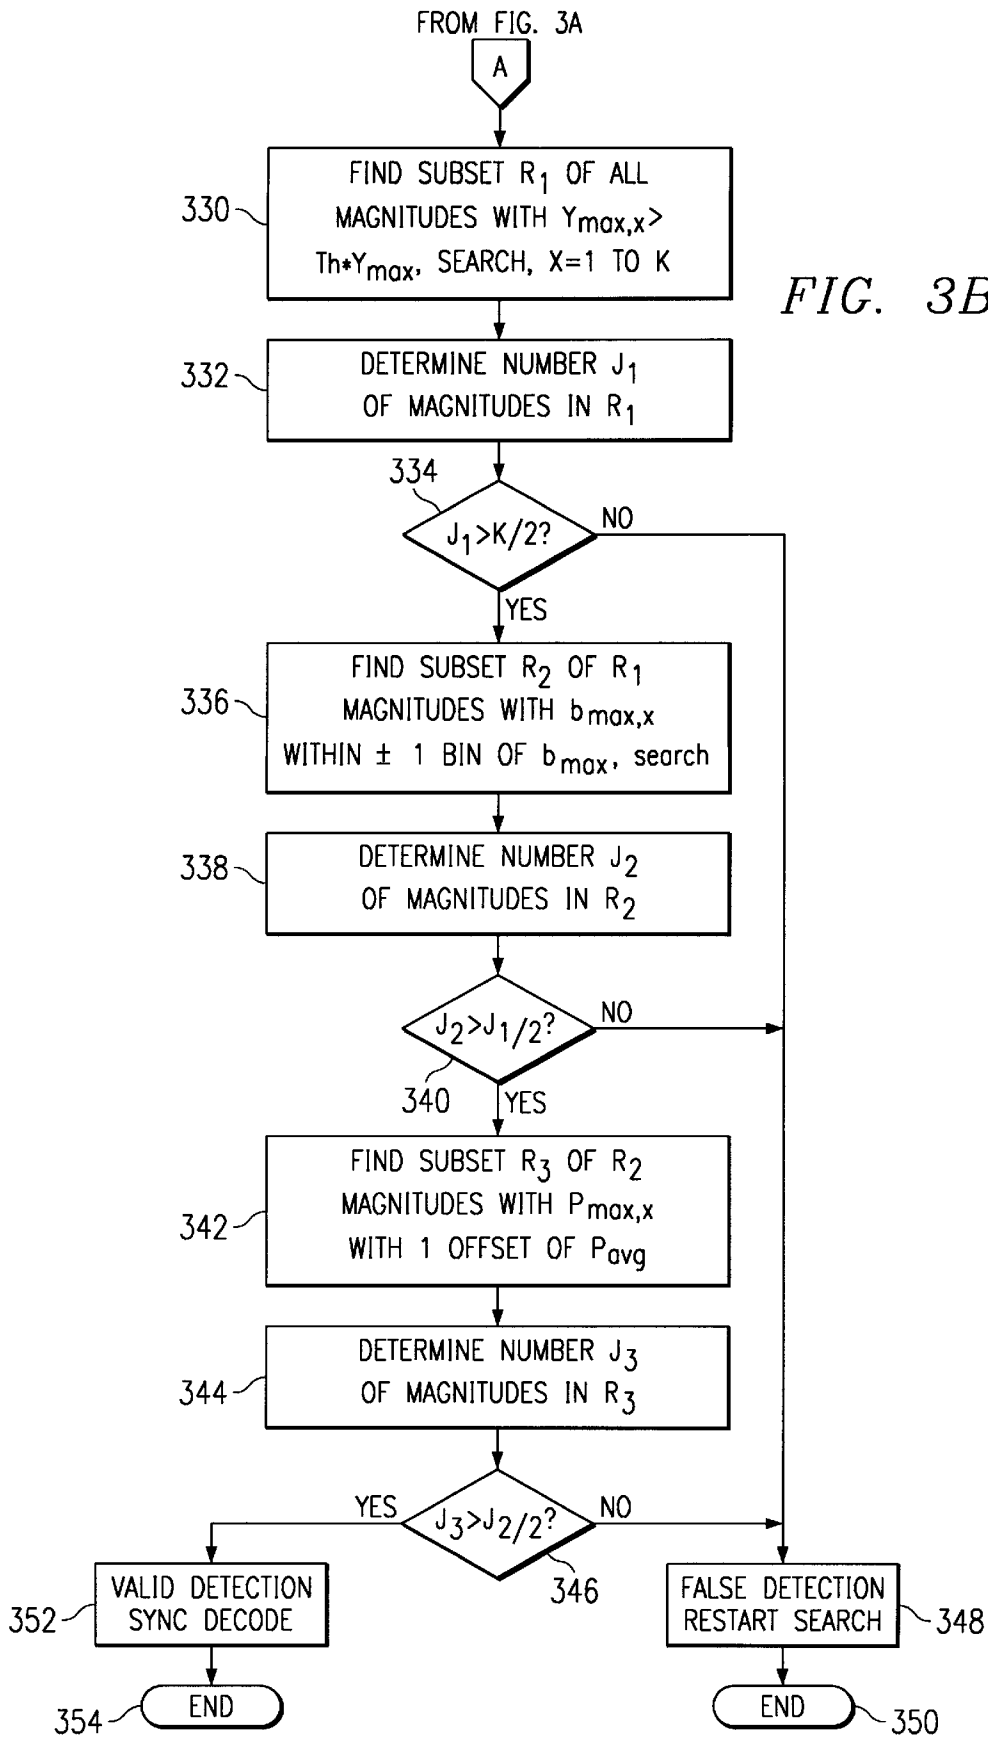 FROM FIG. 3A
A
330
FIND SUBSET R1 OF ALL
MAGNITUDES WITH Ymax,x>
Th*Ymax, SEARCH, X=1 TO K
FIG. 3B
332
DETERMINE NUMBER J1
OF MAGNITUDES IN R1
334
J1>K/2?
NO
YES
336
FIND SUBSET R2 OF R1
MAGNITUDES WITH bmax,x
WITHIN ± 1 BIN OF bmax, search
338
DETERMINE NUMBER J2
OF MAGNITUDES IN R2
J2>J1/2?
NO
340
YES
342
FIND SUBSET R3 OF R2
MAGNITUDES WITH Pmax,x
WITH 1 OFFSET OF Pavg
344
DETERMINE NUMBER J3
OF MAGNITUDES IN R3
YES
J3>J2/2?
NO
346
352
VALID DETECTION
SYNC DECODE
FALSE DETECTION
RESTART SEARCH
348
354
END
END
350